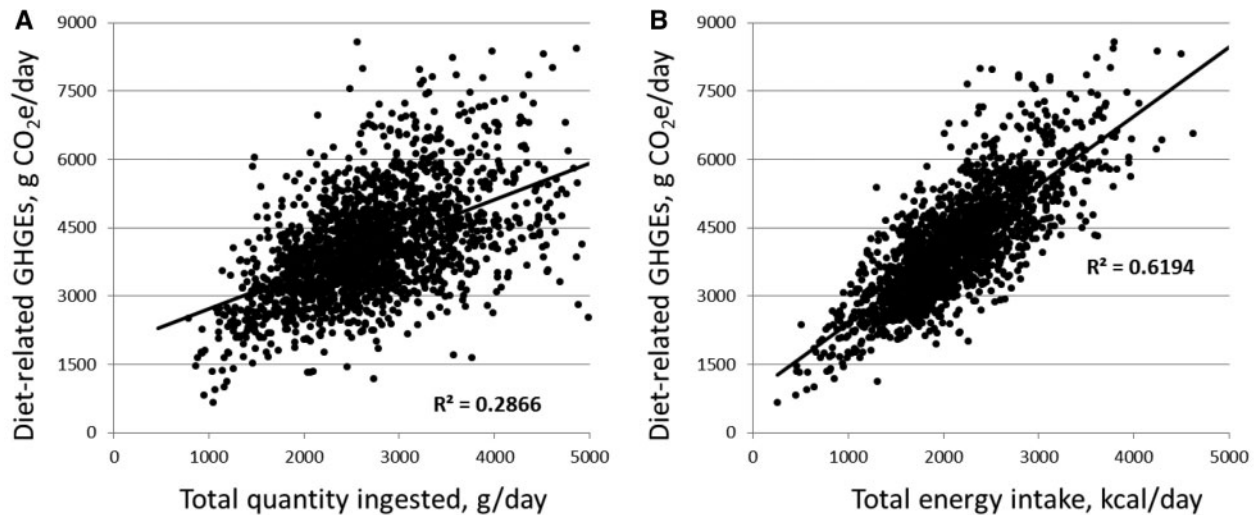 A
Diet-related GHGEs, g CO₂e/day
9000
7500
6000
4500
3000
1500
0
R² = 0.2866
0 1000 2000 3000 4000 5000
Total quantity ingested, g/day
B
Diet-related GHGEs, g CO₂e/day
9000
7500
6000
4500
3000
1500
0
R² = 0.6194
0 1000 2000 3000 4000 5000
Total energy intake, kcal/day